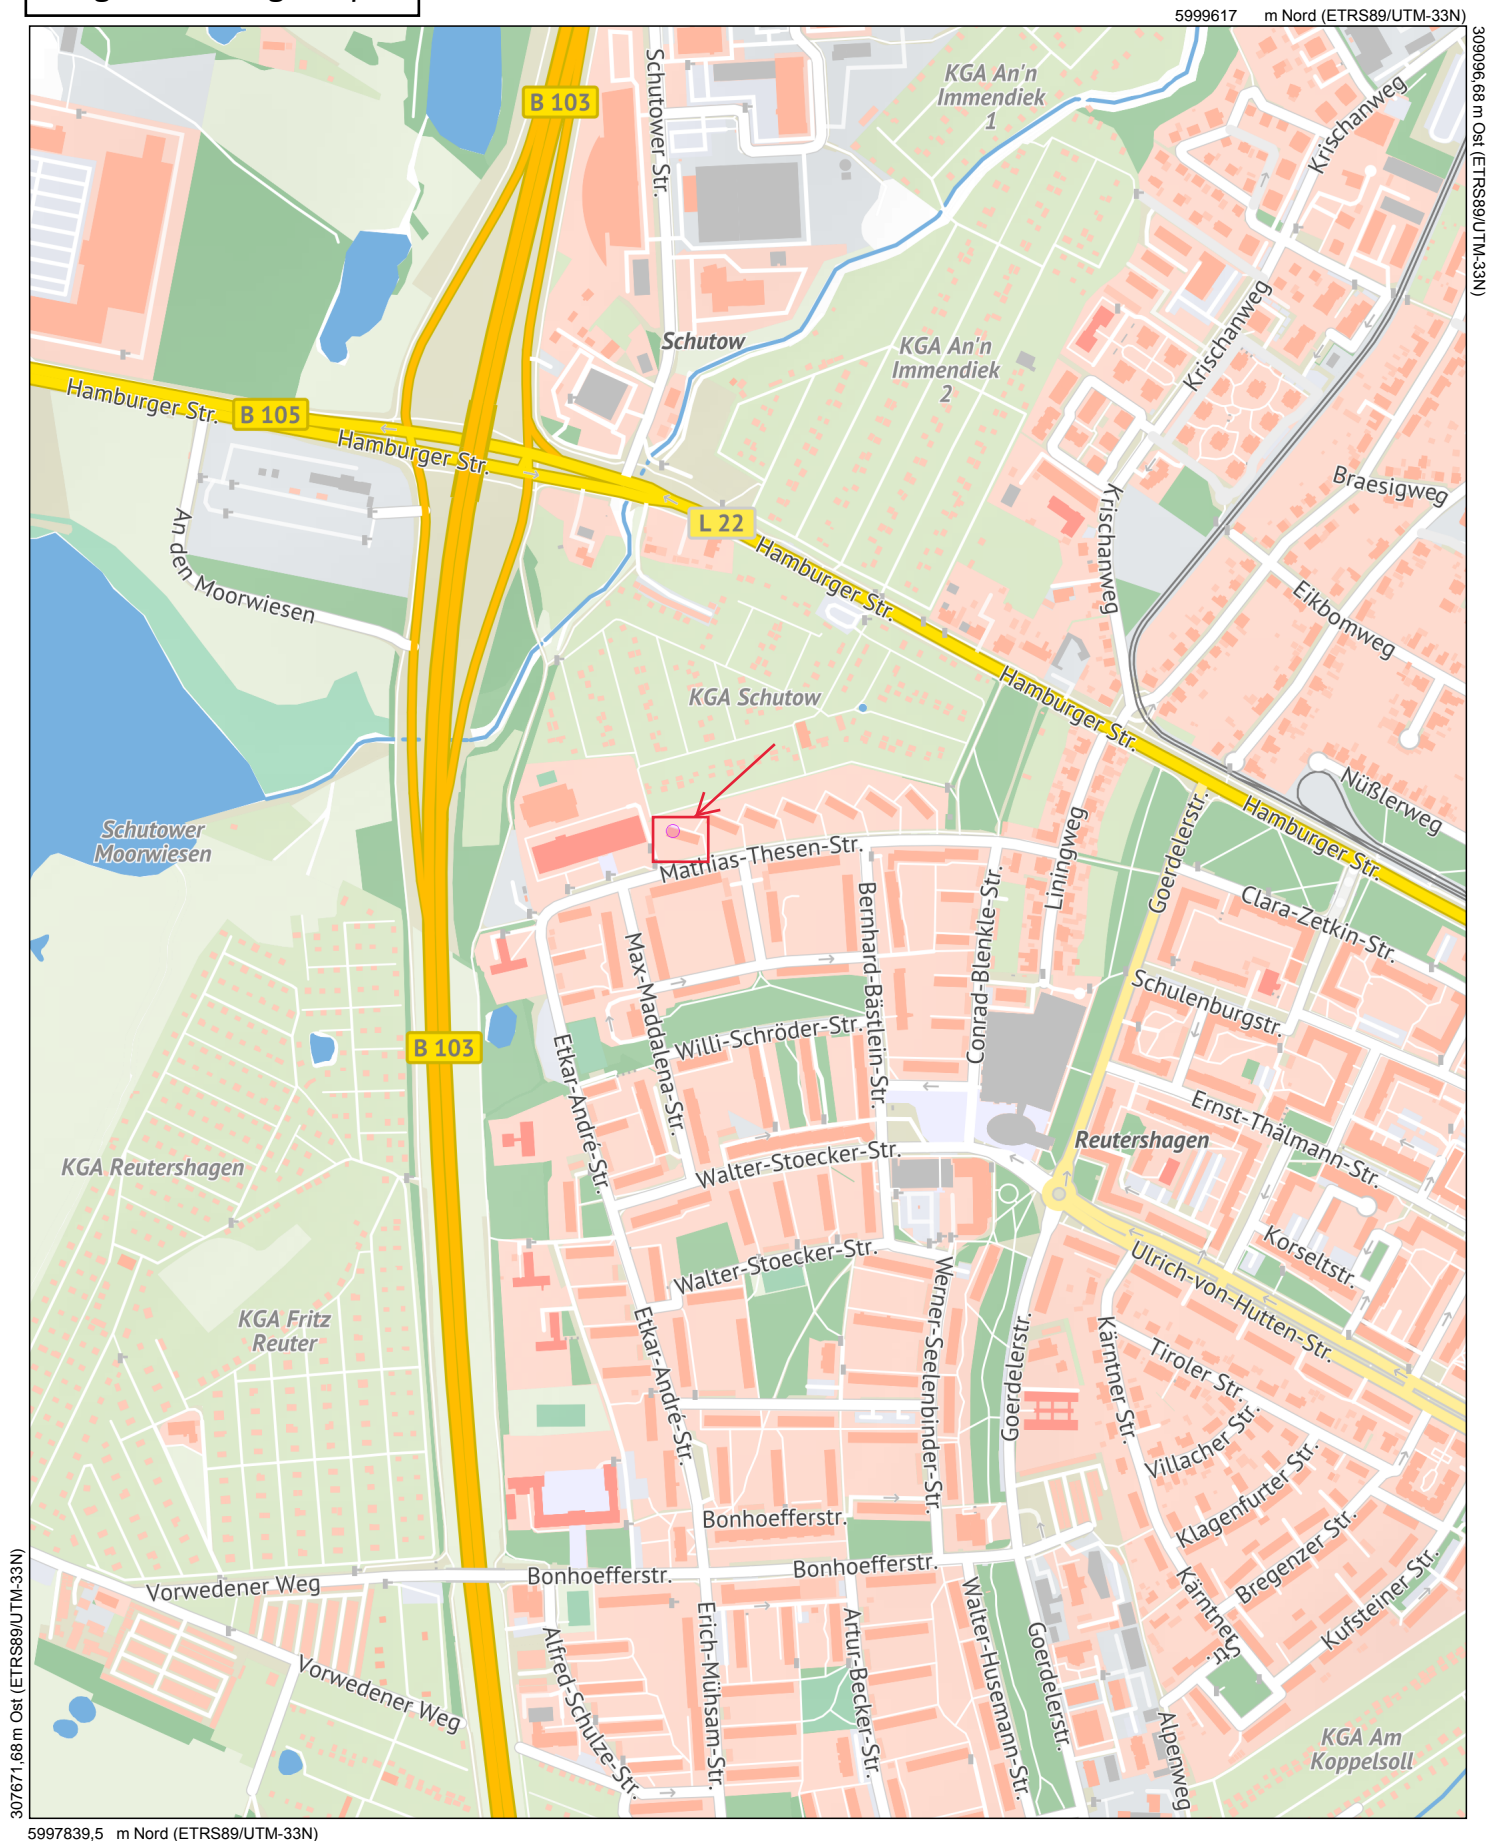 5999617 m Nord (ETRS89/UTM-33N)
309096,68 m Ost (ETRS89/UTM-33N)
B 103
Schutower Str.
KGA An'n
Immendiek
1
Krischanweg
Schutow
KGA An'n
Immendiek
2
Krischanweg
Hamburger Str.
B 105
Hamburger Str.
L 22
Hamburger Str.
Krischanweg
Braesigweg
Eikbomweg
An den Moorwiesen
KGA Schutow
Hamburger Str.
Nüßlerweg
Hamburger Str.
Schutower
Moorwiesen
Mathias-Thesen-Str.
Liningweg
Goerdelerstr.
Clara-Zetkin-Str.
Bernhard-Bästlein-Str.
Conrad-Blenkle-Str.
Max-Maddalena-Str.
Schulenburgstr.
Willi-Schröder-Str.
B 103
Etkar-André-Str.
Ernst-Thälmann-Str.
Reutershagen
KGA Reutershagen
Walter-Stoecker-Str.
Walter-Stoecker-Str.
Korseltstr.
Ulrich-von-Hutten-Str.
Werner-Seelenbinder-Str.
KGA Fritz
Reuter
Etkar-André-Str.
Goerdelerstr.
Kärntner Str.
Tiroler Str.
Villacher Str.
Klagenfurter Str.
Bonhoefferstr.
Bregenzer Str.
Bonhoefferstr.
Bonhoefferstr.
Vorwedener Weg
Kärntner Str.
Kufsteiner Str.
Vorwedener Weg
Alfred-Schulze-Str.
Erich-Mühsam-Str.
Artur-Becker-Str.
Walter-Husemann-Str.
Goerdelerstr.
Alpenweg
KGA Am
Koppelsoll
307671,68 m Ost (ETRS89/UTM-33N)
5997839,5 m Nord (ETRS89/UTM-33N)